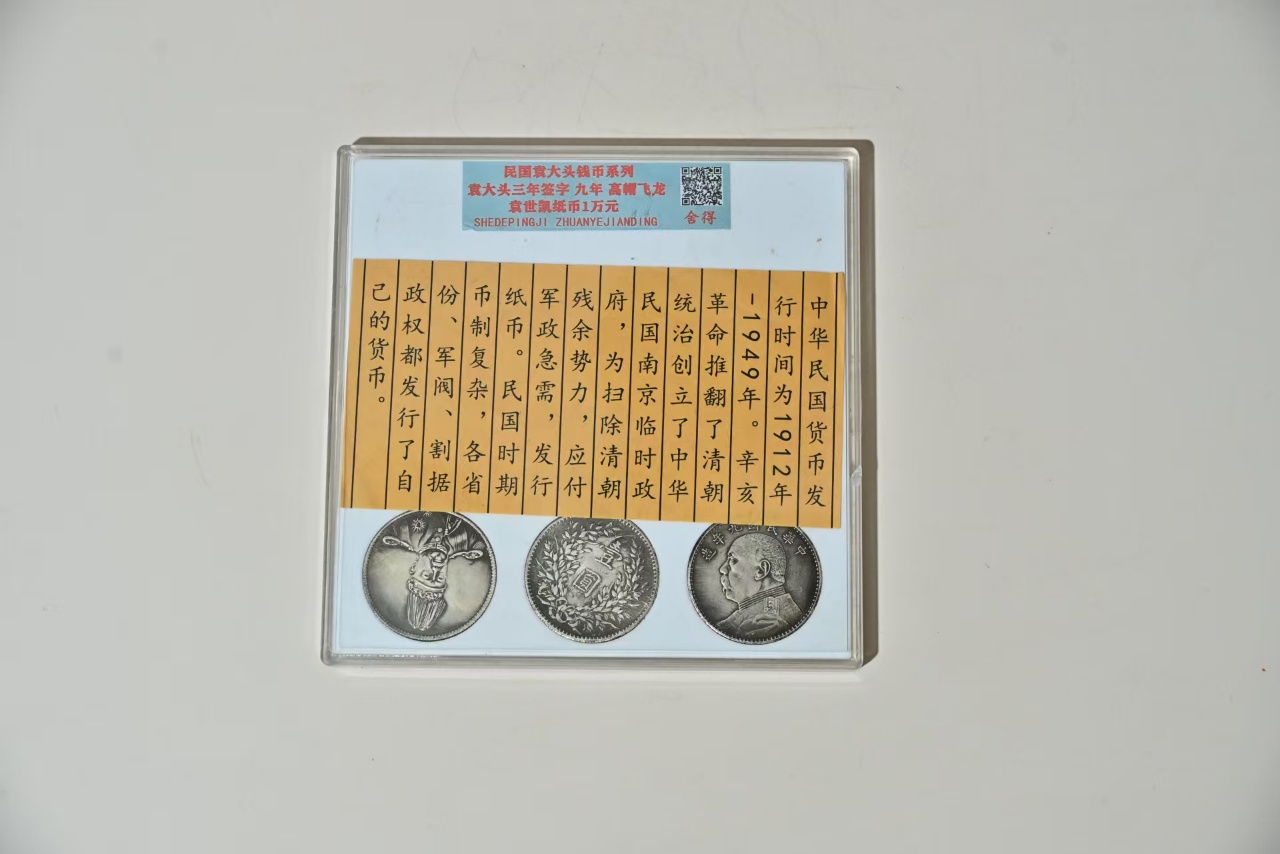 民国袁大头钱币系列
袁大头三年签字 九年 高帽飞龙
袁世凯纸币1万元
SHEDEPINGJI ZHUANYEJIANDING
舍得
中华民国货币发
行时间为1912年
-1949年。辛亥
革命推翻了清朝
统治创立了中华
民国南京临时政
府，为扫除清朝
残余势力，应付
军政急需，发行
纸币。民国时期
币制复杂，各省
份、军阀、割据
政权都发行了自
己的货币。
壹圆
造年九國民華中